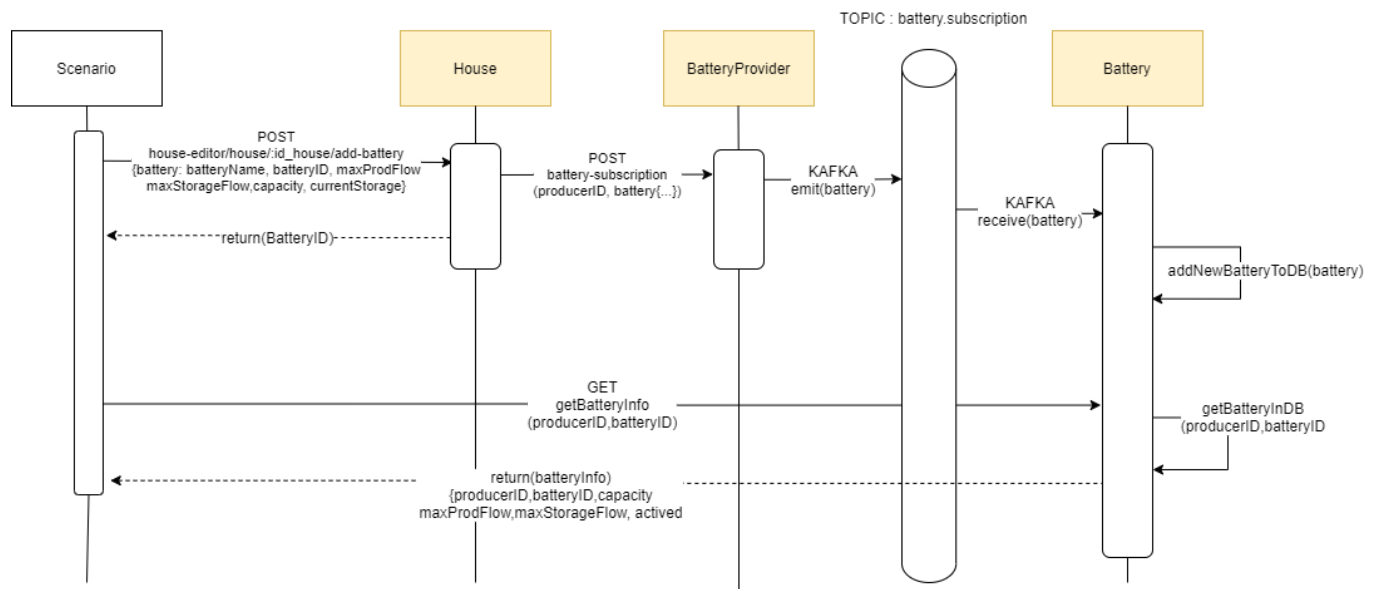 TOPIC : battery.subscription
Scenario
House
BatteryProvider
Battery
POST
house-editor/house/:id_house/add-battery
{battery: batteryName, batteryID, maxProdFlow
maxStorageFlow,capacity, currentStorage}
POST
battery-subscription
(producerID, battery{...})
KAFKA
emit(battery)
KAFKA
receive(battery)
return(BatteryID)
addNewBatteryToDB(battery)
GET
getBatteryInfo
(producerID,batteryID)
getBatteryInDB
(producerID,batteryID
return(batteryInfo)
{producerID,batteryID,capacity
maxProdFlow,maxStorageFlow, actived